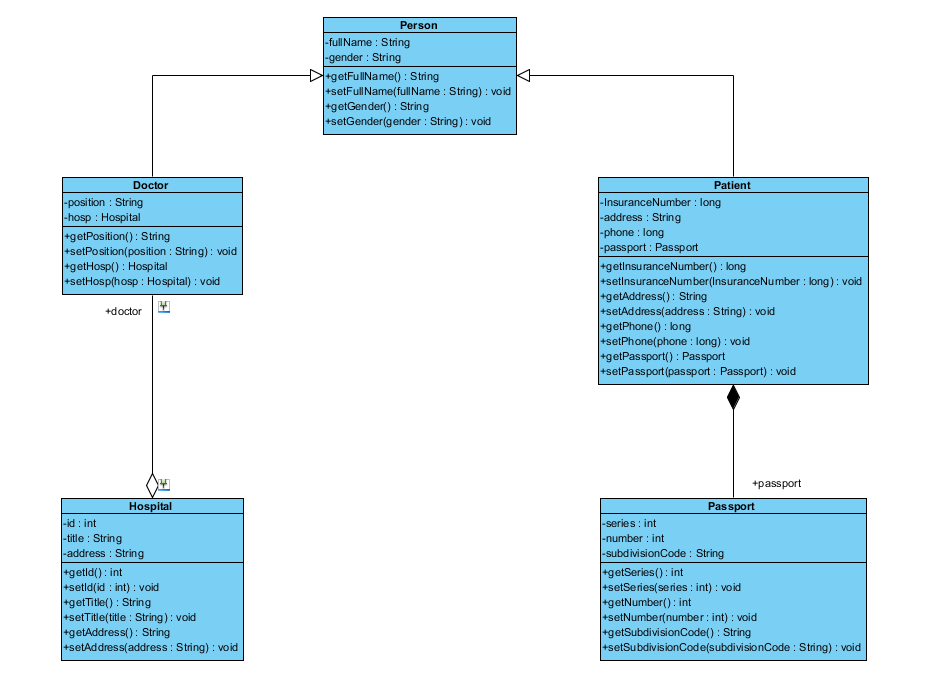 Person
-fullName : String
-gender : String
+getFullName() : String
+setFullName(fullName : String) : void
+getGender() : String
+setGender(gender : String) : void
Doctor
-position : String
-hosp : Hospital
+getPosition() : String
+setPosition(position : String) : void
+getHosp() : Hospital
+setHosp(hosp : Hospital) : void
Patient
-InsuranceNumber : long
-address : String
-phone : long
-passport : Passport
+getInsuranceNumber() : long
+setInsuranceNumber(InsuranceNumber : long) : void
+getAddress() : String
+setAddress(address : String) : void
+getPhone() : long
+setPhone(phone : long) : void
+getPassport() : Passport
+setPassport(passport : Passport) : void
+doctor
+passport
Hospital
-id : int
-title : String
-address : String
+getId() : int
+setId(id : int) : void
+getTitle() : String
+setTitle(title : String) : void
+getAddress() : String
+setAddress(address : String) : void
Passport
-series : int
-number : int
-subdivisionCode : String
+getSeries() : int
+setSeries(series : int) : void
+getNumber() : int
+setNumber(number : int) : void
+getSubdivisionCode() : String
+setSubdivisionCode(subdivisionCode : String) : void